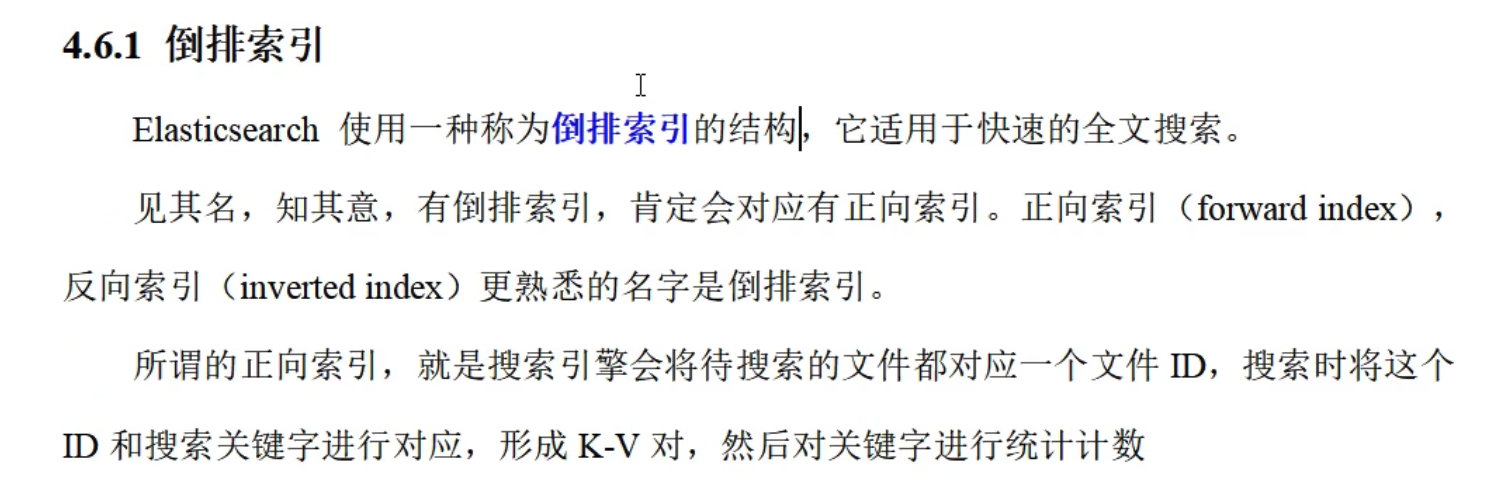 4.6.1 倒排索引
Elasticsearch 使用一种称为倒排索引的结构，它适用于快速的全文搜索。
见其名，知其意，有倒排索引，肯定会对应有正向索引。正向索引（forward index），
反向索引（inverted index）更熟悉的名字是倒排索引。
所谓的正向索引，就是搜索引擎会将待搜索的文件都对应一个文件 ID，搜索时将这个
ID 和搜索关键字进行对应，形成 K-V 对，然后对关键字进行统计计数